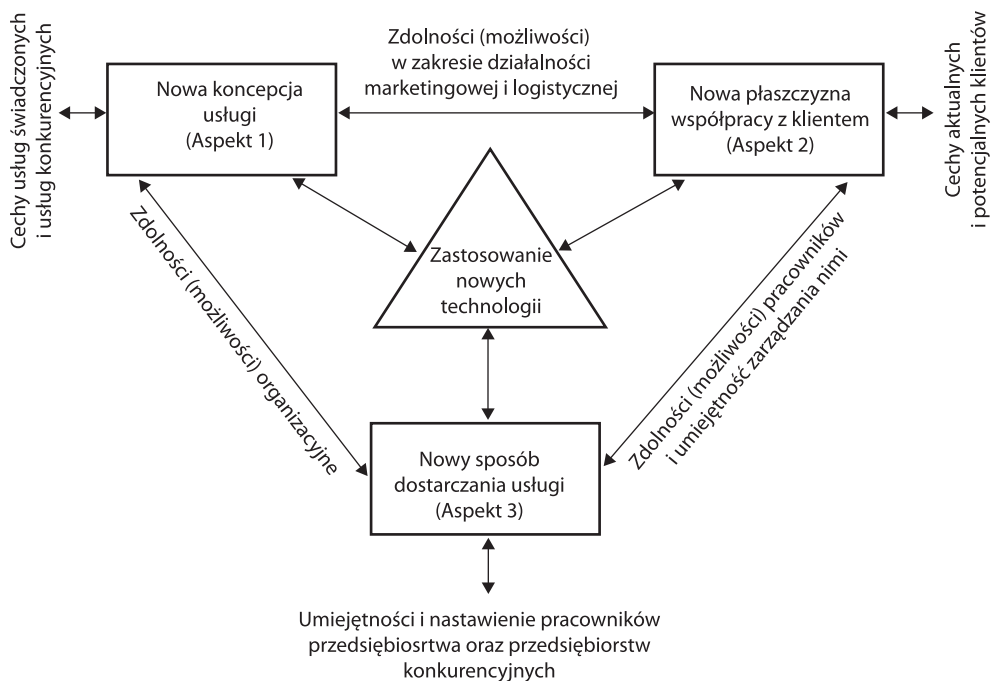 Cechy usług świadczonych
i usług konkurencyjnych
Nowa koncepcja
usługi
(Aspekt 1)
Zdolności (możliwości)
w zakresie działalności
marketingowej i logistycznej
Nowa płaszczyzna
współpracy z klientem
(Aspekt 2)
Cechy aktualnych
i potencjalnych klientów
Zastosowanie
nowych
technologii
Zdolności (możliwości) organizacyjne
Zdolności (możliwości) pracowników
i umiejętność zarządzania nimi
Nowy sposób
dostarczania usługi
(Aspekt 3)
Umiejętności i nastawienie pracowników
przedsiębiosrtwa oraz przedsiębiorstw
konkurencyjnych